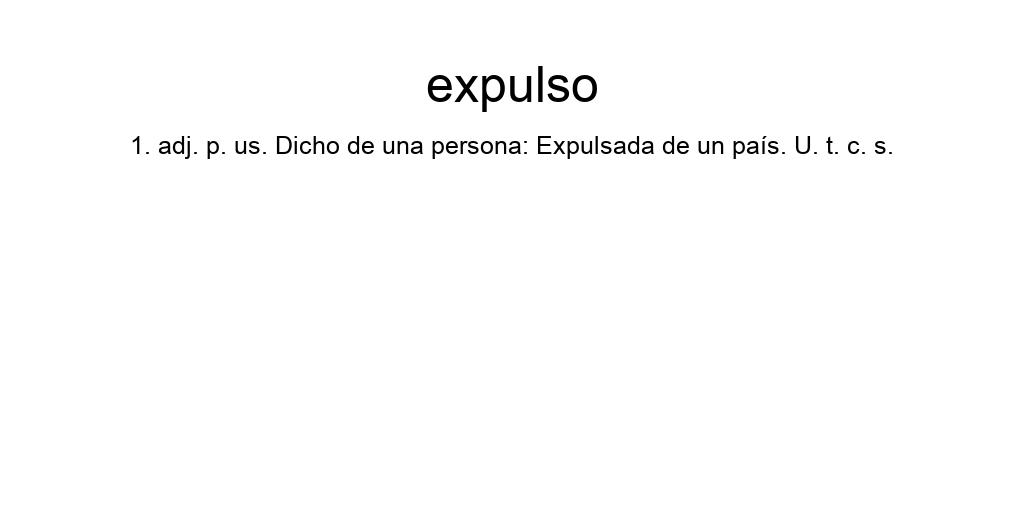 expulso
1. adj. p. us. Dicho de una persona: Expulsada de un país. U. t. c. s.